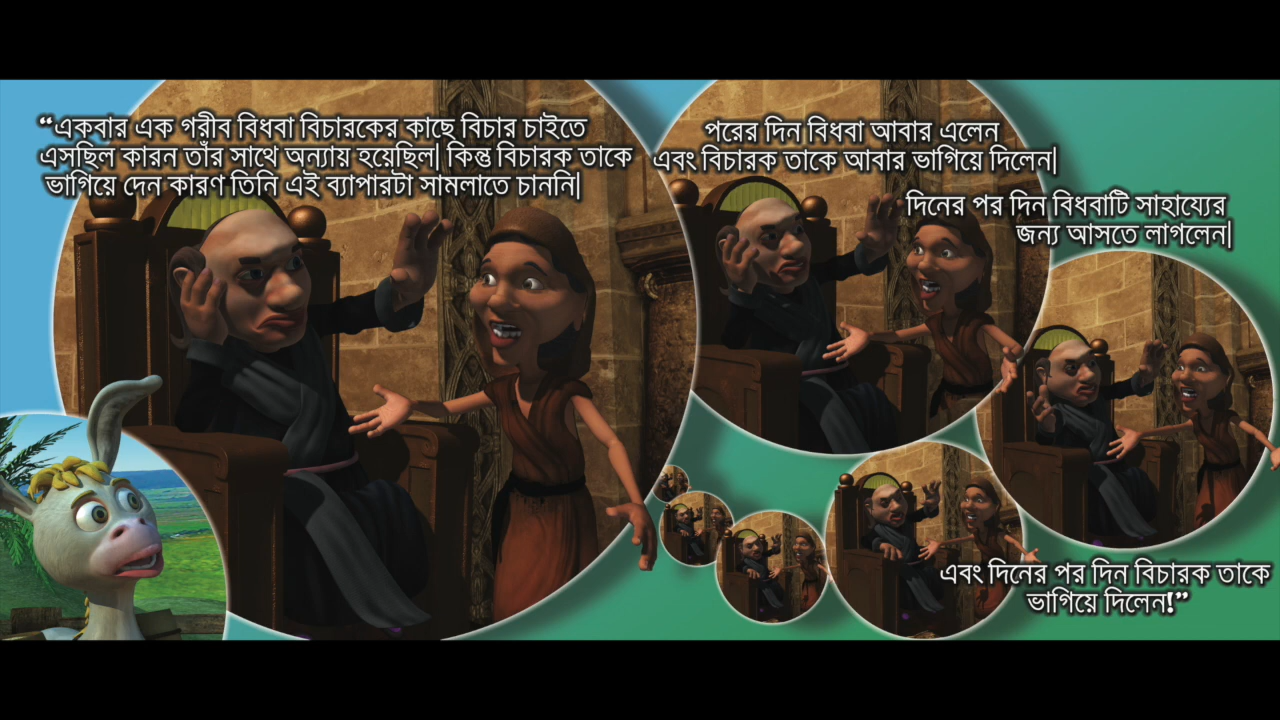 “একবার এক গরীব বিধবা বিচারকের কাছে বিচার চাইতে
এসছিল কারন তাঁর সাথে অন্যায় হয়েছিল| কিন্তু বিচারক তাকে
ভাগিয়ে দেন কারণ তিনি এই ব্যাপারটা সামলাতে চাননি|
পরের দিন বিধবা আবার এলেন
এবং বিচারক তাকে আবার ভাগিয়ে দিলেন|
দিনের পর দিন বিধবাটি সাহায্যের
জন্য আসতে লাগলেন|
এবং দিনের পর দিন বিচারক তাকে
ভাগিয়ে দিলেন!”